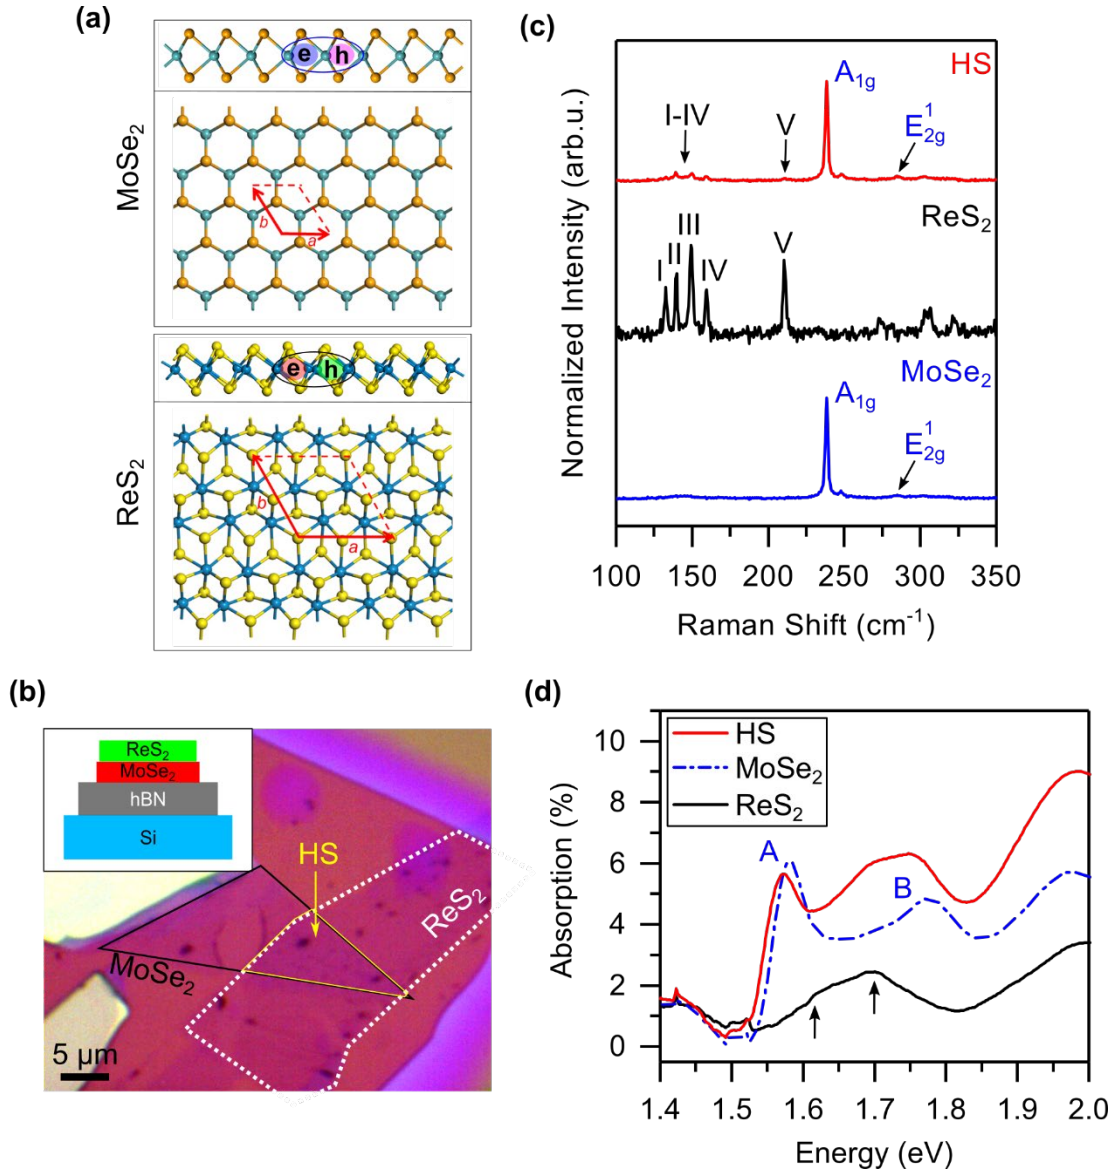 (a)
MoSe2
e h
b
a
ReS2
e h
b
a
(b)
ReS2
MoSe2
hBN
Si
HS
ReS2
MoSe2
5 μm
(c)
Normalized Intensity (arb.u.)
HS
A1g
I-IV
V
E12g
ReS2
I
II
III
IV
V
MoSe2
A1g
E12g
100 150 200 250 300 350
Raman Shift (cm-1)
(d)
Absorption (%)
10
8
6
4
2
0
HS
MoSe2
ReS2
A
B
1.4 1.5 1.6 1.7 1.8 1.9 2.0
Energy (eV)